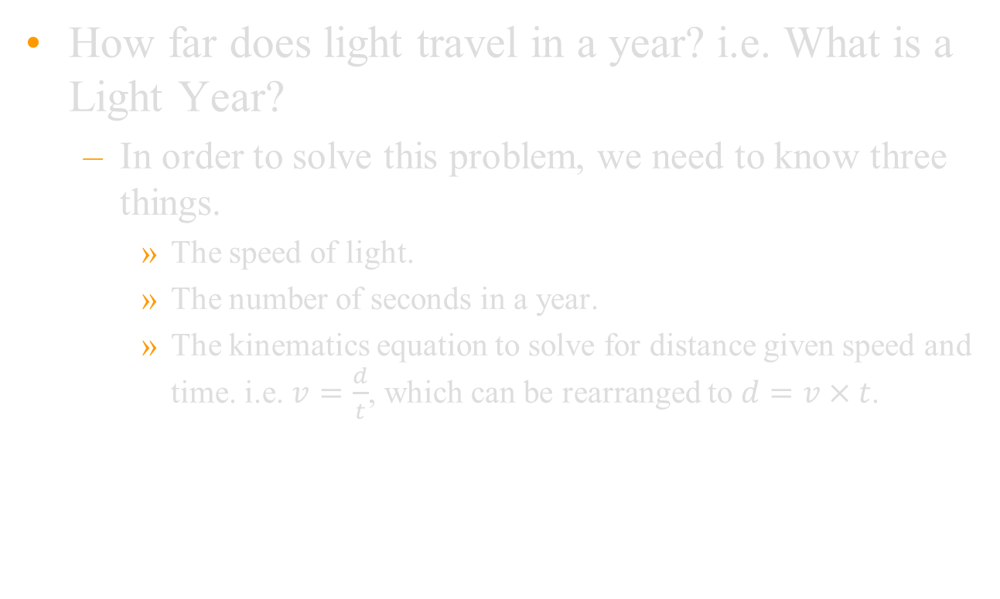 • How far does light travel in a year? i.e. What is a
Light Year?
– In order to solve this problem, we need to know three
things.
» The speed of light.
» The number of seconds in a year.
» The kinematics equation to solve for distance given speed and
time. i.e. v = d/t, which can be rearranged to d = v × t.